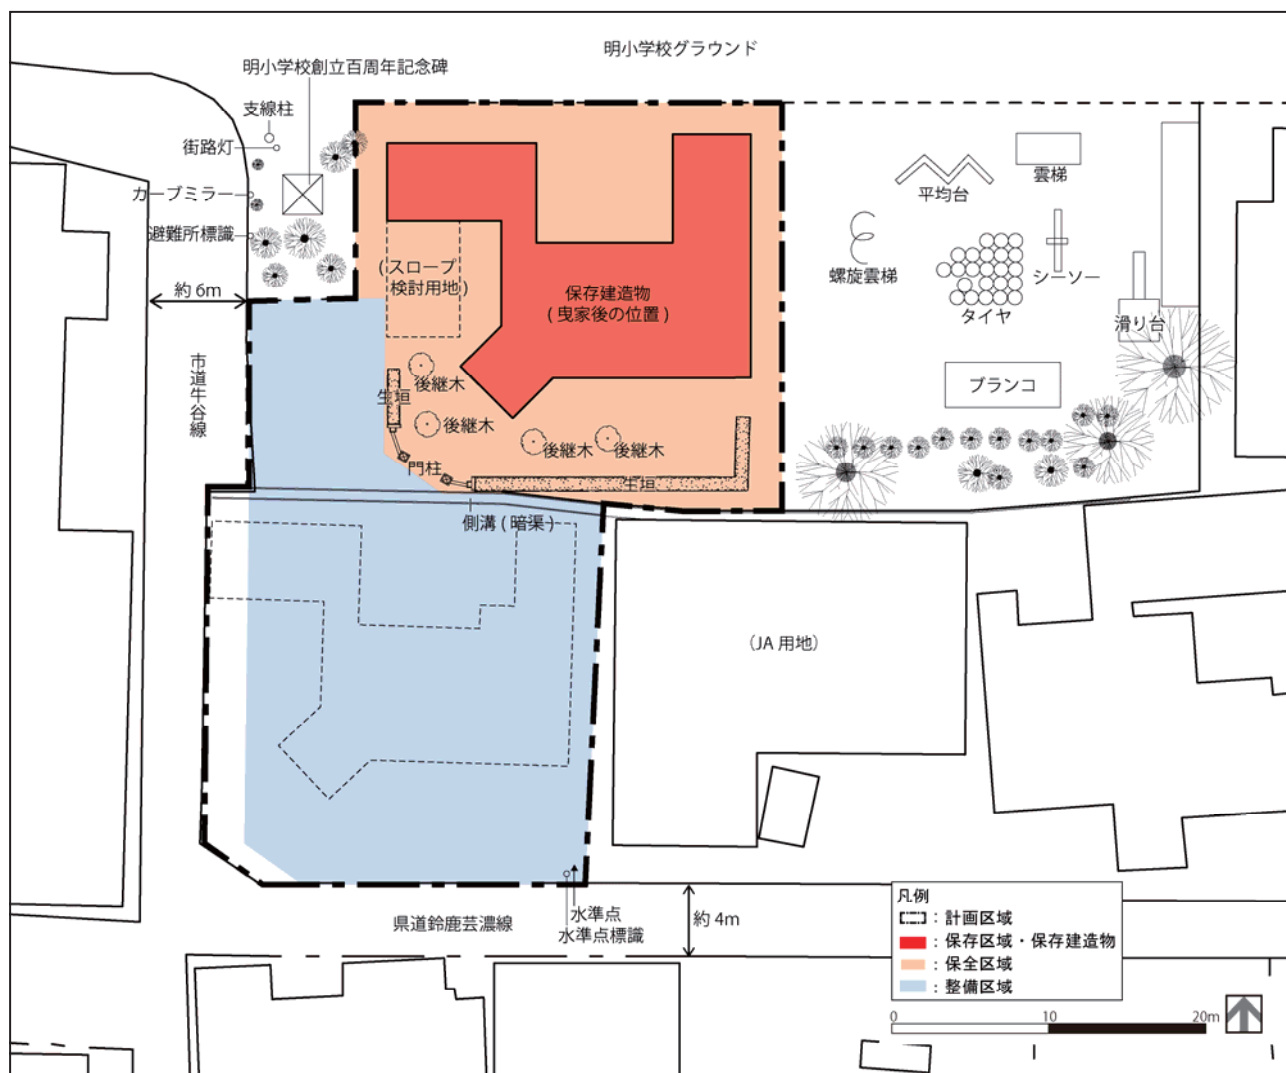 明小学校グラウンド
明小学校創立百周年記念碑
支線柱
街路灯
カーブミラー
避難所標識
約 6m
市道牛谷線
(スロープ
検討用地)
保存建造物
(曳家後の位置)
平均台
雲梯
螺旋雲梯
シーソー
タイヤ
滑り台
ブランコ
後継木
生垣
後継木
後継木
後継木
門柱
生垣
側溝(暗渠)
(JA 用地)
県道鈴鹿芸濃線
水準点
水準点標識
約 4m
凡例
:計画区域
:保存区域・保存建造物
:保全区域
:整備区域
0 10 20m